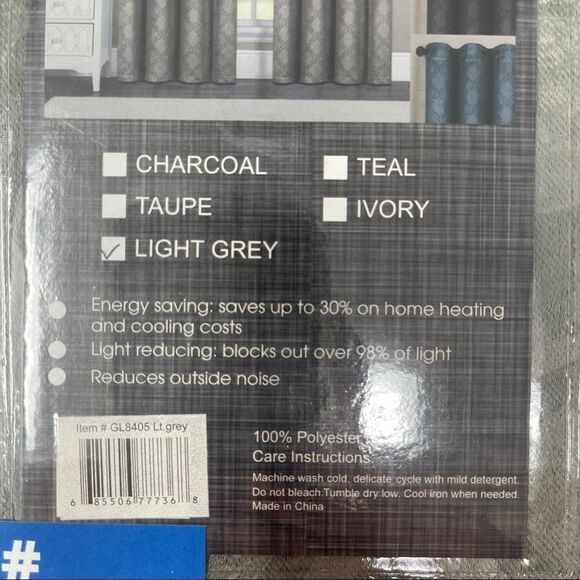 CHARCOAL
TEAL
TAUPE
IVORY
LIGHT GREY
Energy saving: saves up to 30% on home heating
and cooling costs
Light reducing: blocks out over 98% of light
Reduces outside noise
Item # GL8405 Lt.grey
6 85506 77736 8
100% Polyester
Care Instructions:
Machine wash cold, delicate cycle with mild detergent.
Do not bleach.Tumble dry low. Cool iron when needed.
Made in China
#